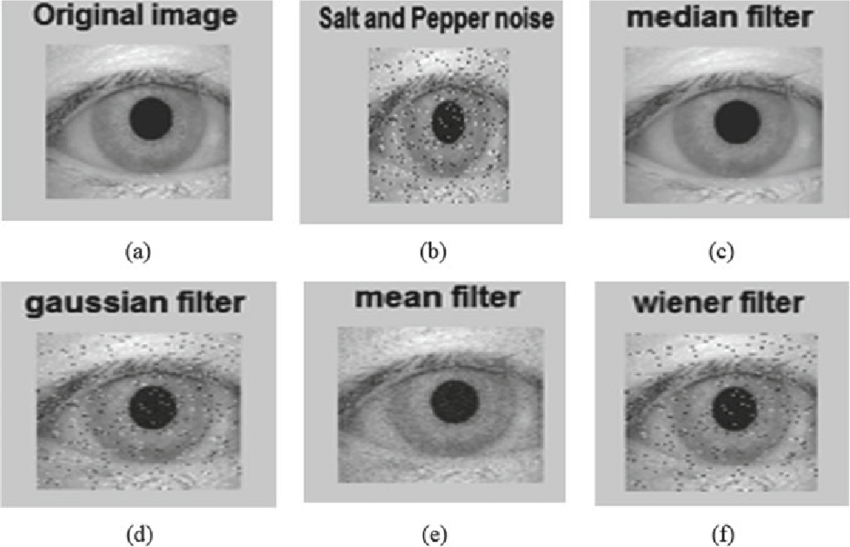 Original image
Salt and Pepper noise
median filter
(a)
(b)
(c)
gaussian filter
mean filter
wiener filter
(d)
(e)
(f)